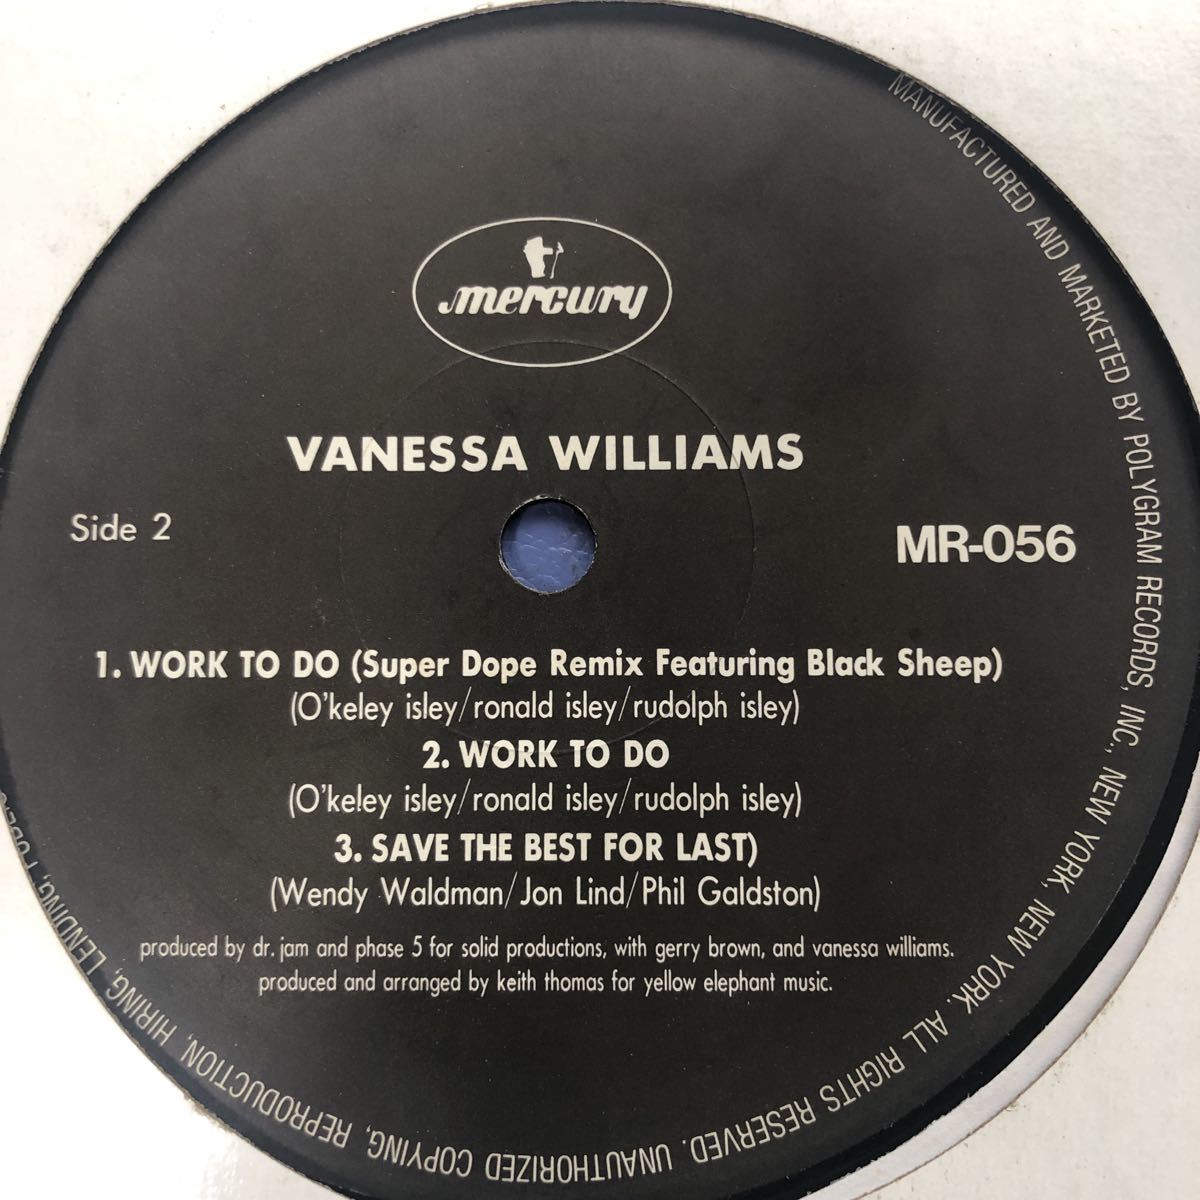 mercury
VANESSA WILLIAMS
Side 2
MR-056
1. WORK TO DO (Super Dope Remix Featuring Black Sheep)
(O'keley isley/ronald isley/rudolph isley)
2. WORK TO DO
(O'keley isley/ronald isley/rudolph isley)
3. SAVE THE BEST FOR LAST)
(Wendy Waldman/Jon Lind/Phil Galdston)
produced by dr. jam and phase 5 for solid productions, with gerry brown, and vanessa williams.
produced and arranged by keith thomas for yellow elephant music.
MANUFACTURED AND MARKETED BY POLYGRAM RECORDS, INC., NEW YORK, NEW YORK. ALL RIGHTS RESERVED. UNAUTHORIZED COPYING, REPRODUCTION, HIRING, LENDING,